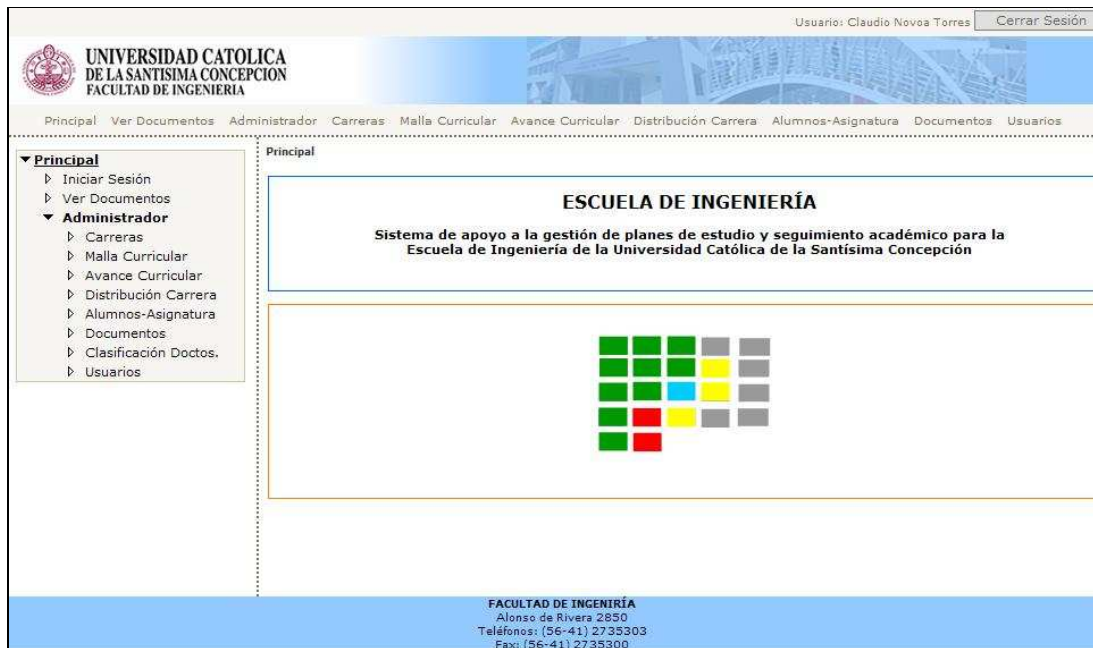 Usuario: Claudio Novoa Torres Cerrar Sesión
UNIVERSIDAD CATOLICA
DE LA SANTISIMA CONCEPCION
FACULTAD DE INGENIERIA
Principal Ver Documentos Administrador Carreras Malla Curricular Avance Curricular Distribución Carrera Alumnos-Asignatura Documentos Usuarios
Principal
Iniciar Sesión
Ver Documentos
Administrador
Carreras
Malla Curricular
Avance Curricular
Distribución Carrera
Alumnos-Asignatura
Documentos
Clasificación Doctos.
Usuarios
Principal
ESCUELA DE INGENIERÍA
Sistema de apoyo a la gestión de planes de estudio y seguimiento académico para la
Escuela de Ingeniería de la Universidad Católica de la Santísima Concepción
FACULTAD DE INGENIRÍA
Alonso de Rivera 2850
Teléfonos: (56-41) 2735303
Fax: (56-41) 2735300